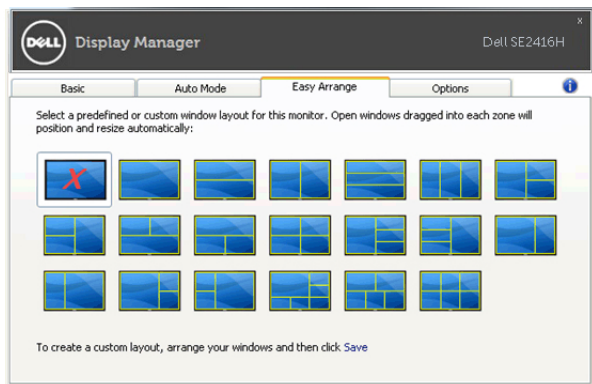 x
DELL Display Manager Dell SE2416H
Basic Auto Mode Easy Arrange Options i
Select a predefined or custom window layout for this monitor. Open windows dragged into each zone will
position and resize automatically:
To create a custom layout, arrange your windows and then click Save